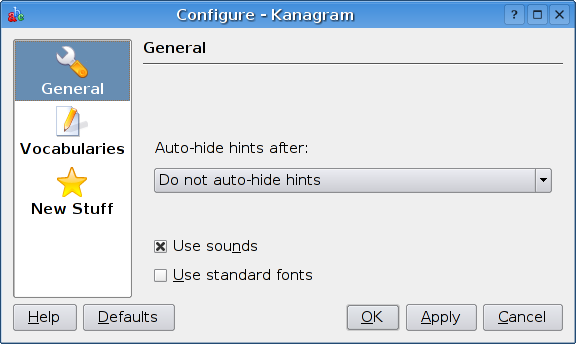 Configure - Kanagram
General
General
Vocabularies
New Stuff
Auto-hide hints after:
Do not auto-hide hints
Use sounds
Use standard fonts
Help
Defaults
OK
Apply
Cancel